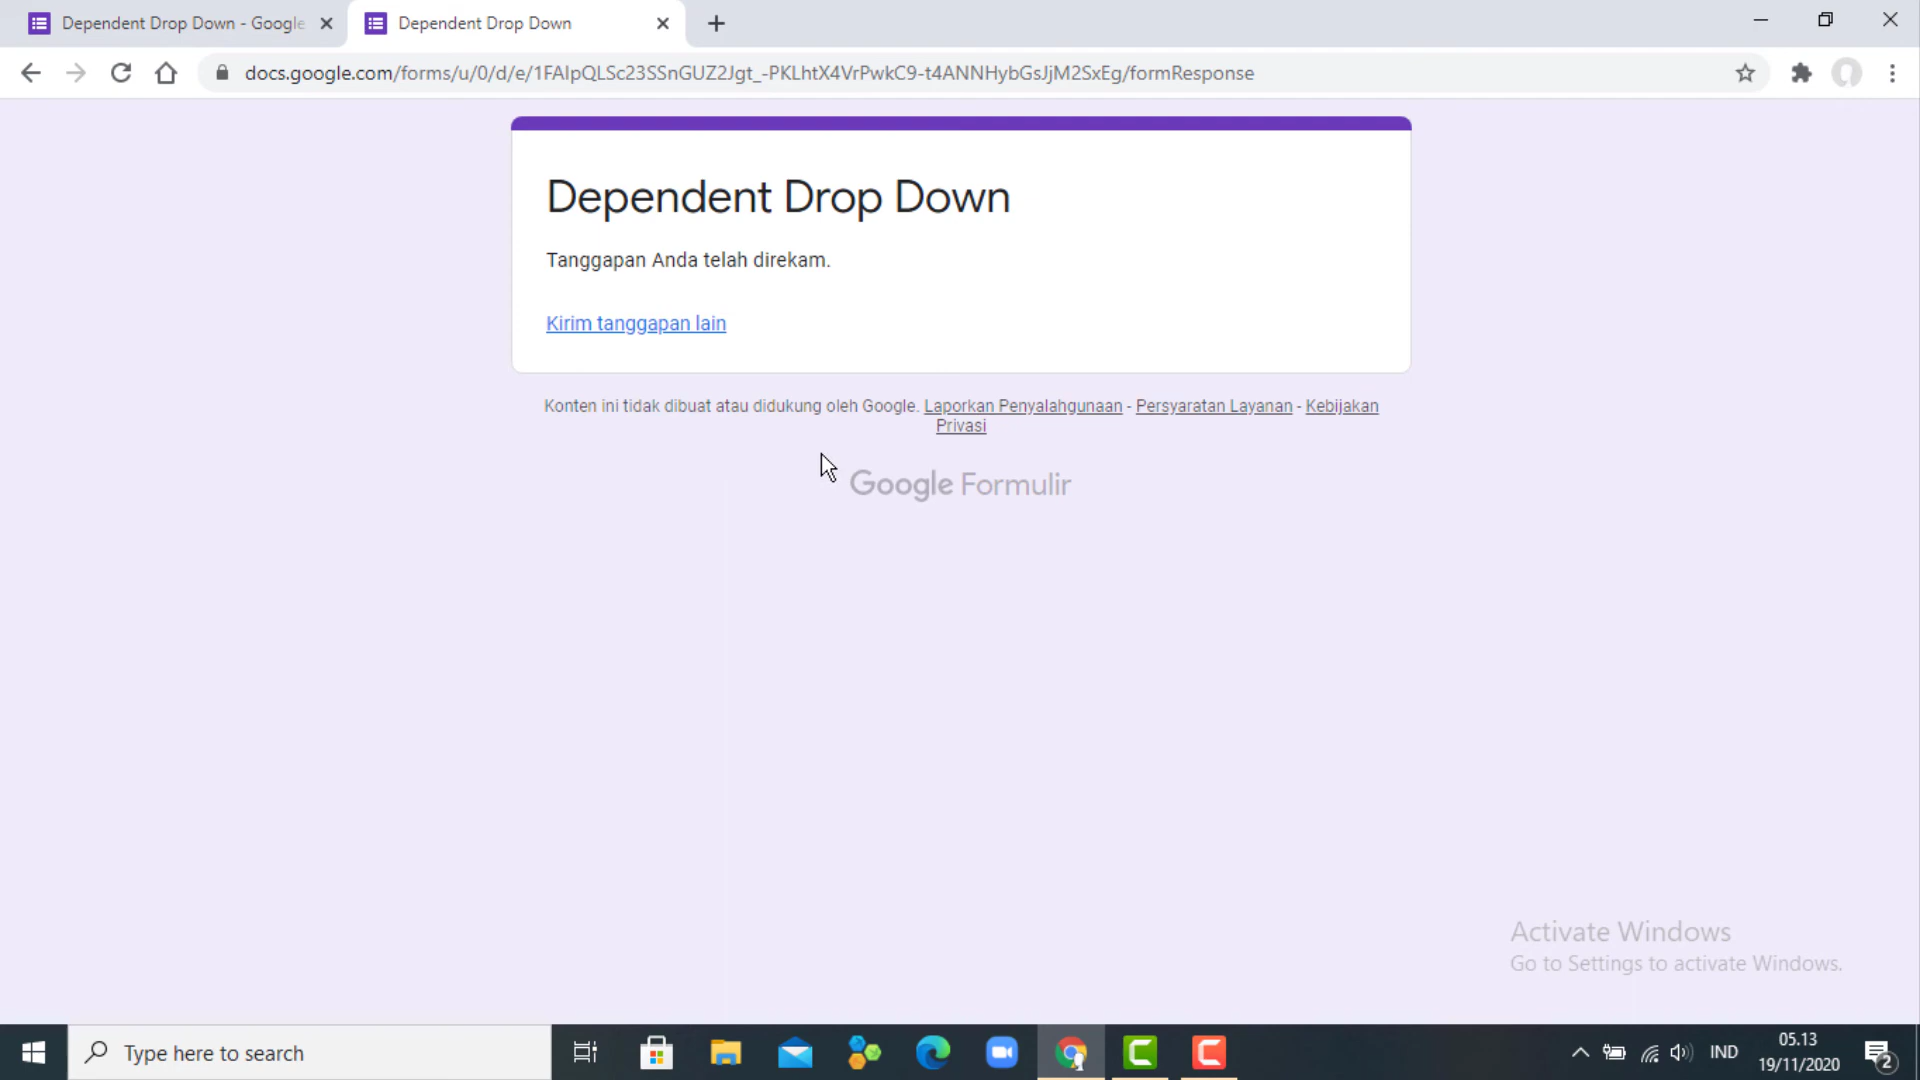 Dependent Drop Down - Google
Dependent Drop Down
docs.google.com/forms/u/0/d/e/1FAIpQLSc23SSnGUZ2Jgt_-PKLhtX4VrPwkC9-t4ANNHybGsJjM2SxEg/formResponse
Dependent Drop Down
Tanggapan Anda telah direkam.
Kirim tanggapan lain
Konten ini tidak dibuat atau didukung oleh Google. Laporkan Penyalahgunaan - Persyaratan Layanan - Kebijakan
Privasi
Google Formulir
Activate Windows
Go to Settings to activate Windows.
Type here to search
IND
05.13
19/11/2020
2